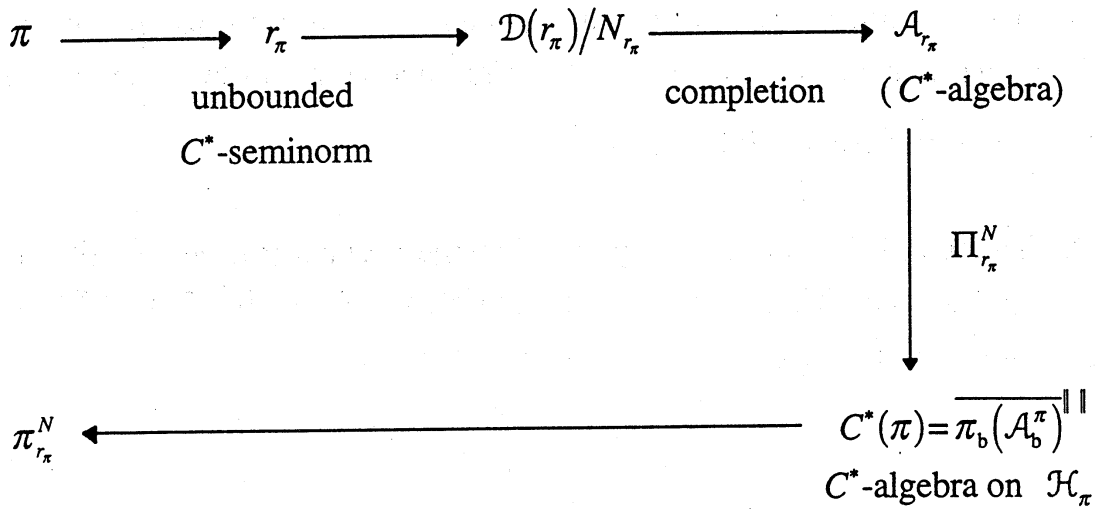 π → r_π → 𝒟(r_π)/N_{r_π} → 𝒜_{r_π}
unbounded completion (C*-algebra)
C*-seminorm
Π^N_{r_π}
π^N_{r_π} ← C*(π)=\overline{π_b(𝒜^π_b)}^{‖ ‖}
C*-algebra on ℋ_π